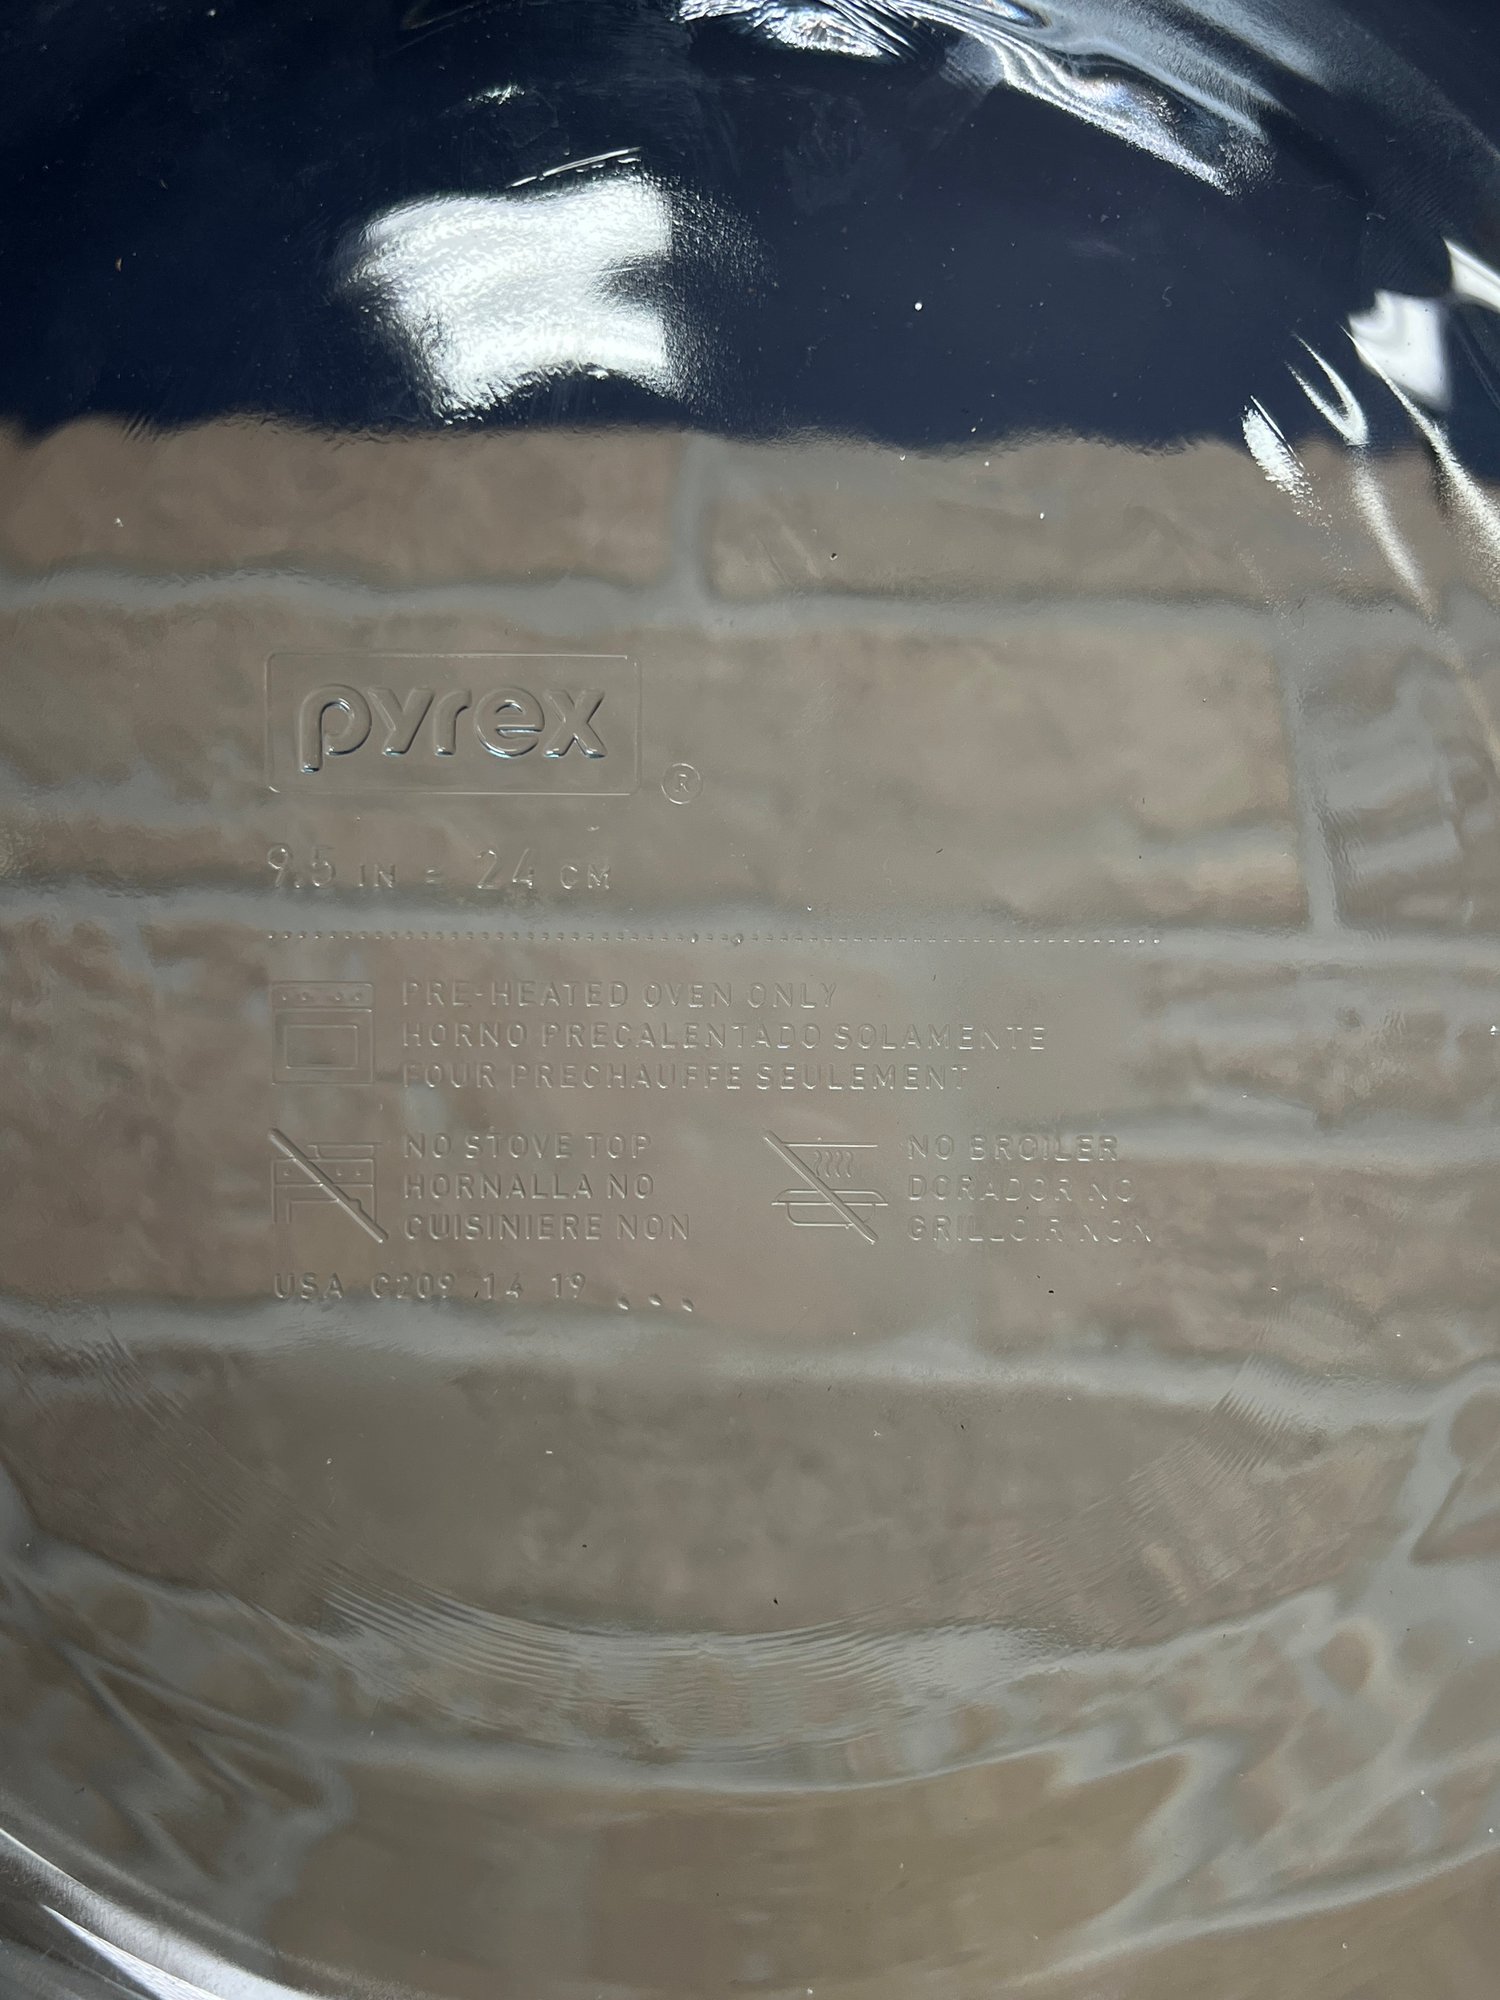 pyrex ®
9.5 IN = 24 CM
PRE-HEATED OVEN ONLY
HORNO PRECALENTADO SOLAMENTE
FOUR PRECHAUFFE SEULEMENT
NO STOVE TOP
HORNALLA NO
CUISINIERE NON
NO BROILER
DORADOR NO
GRILLOIR NON
USA C209 14 19 ...